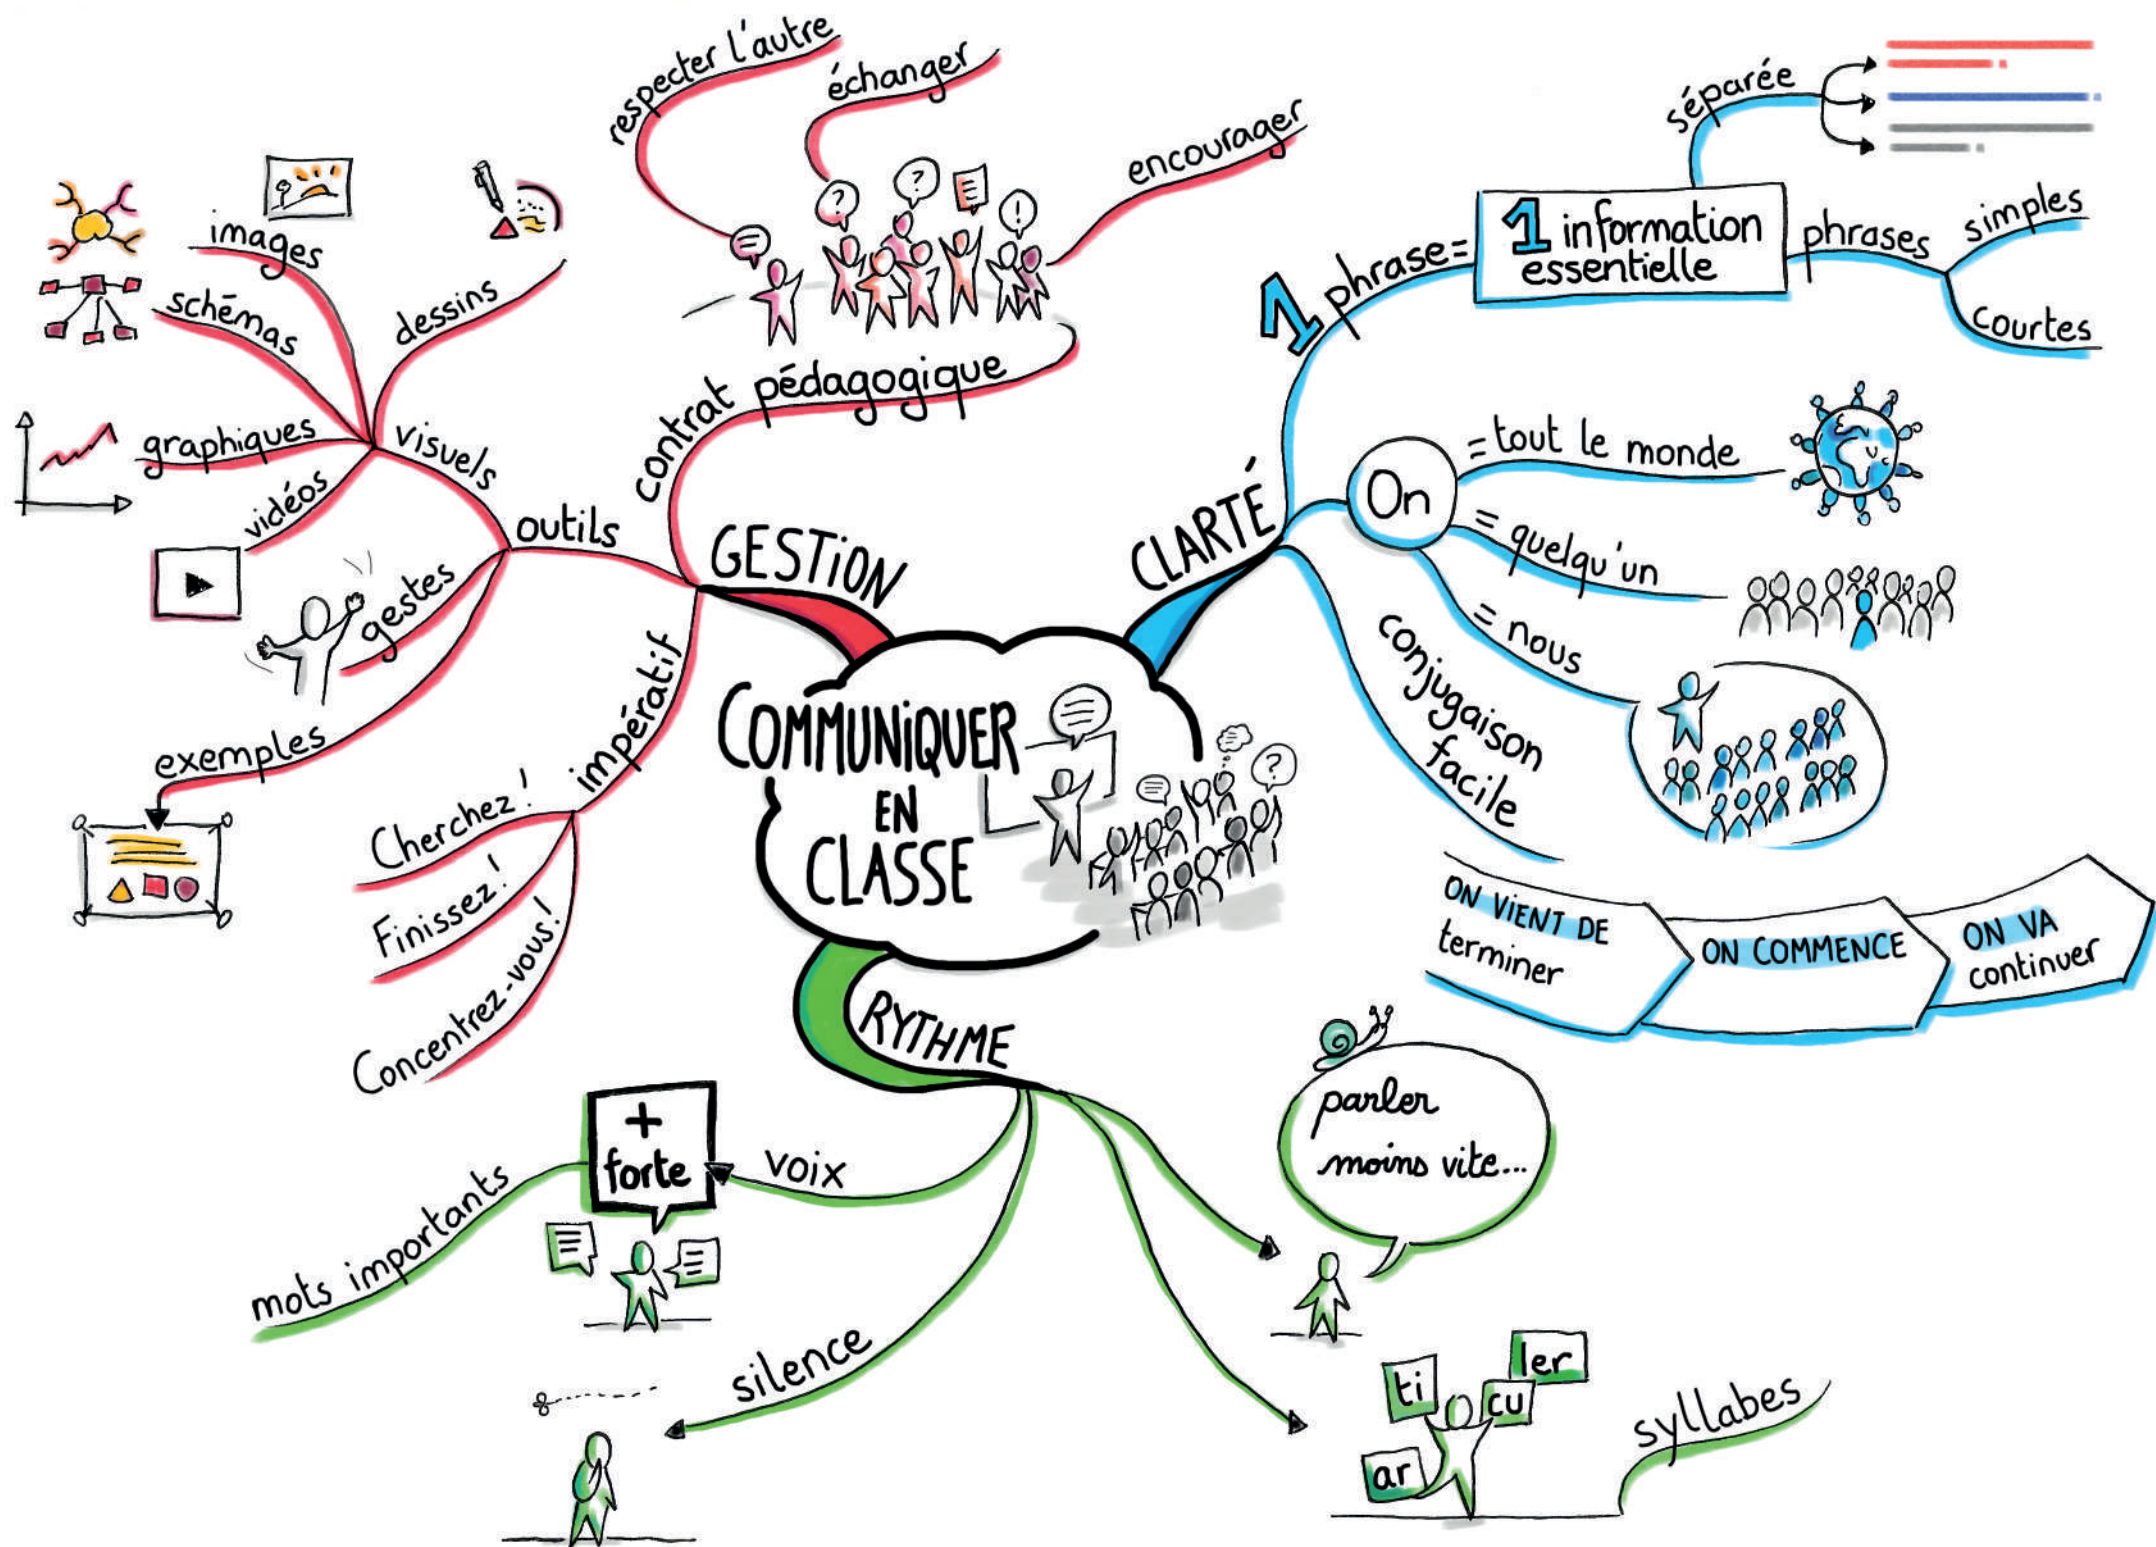 COMMUNIQUER
EN
CLASSE
GESTION
contrat pédagogique
respecter l'autre
échanger
encourager
?
?
!
outils
visuels
images
schémas
dessins
graphiques
vidéos
gestes
exemples
impératif
Cherchez!
Finissez!
Concentrez-vous!
CLARTÉ
1 phrase =
1 information
essentielle
séparée
phrases
simples
courtes
On
= tout le monde
= quelqu'un
= nous
conjugaison
facile
ON VIENT DE
terminer
ON COMMENCE
ON VA
continuer
?
RYTHME
parler
moins vite...
ar
ti
cu
ler
syllabes
silence
voix
+
forte
mots importants